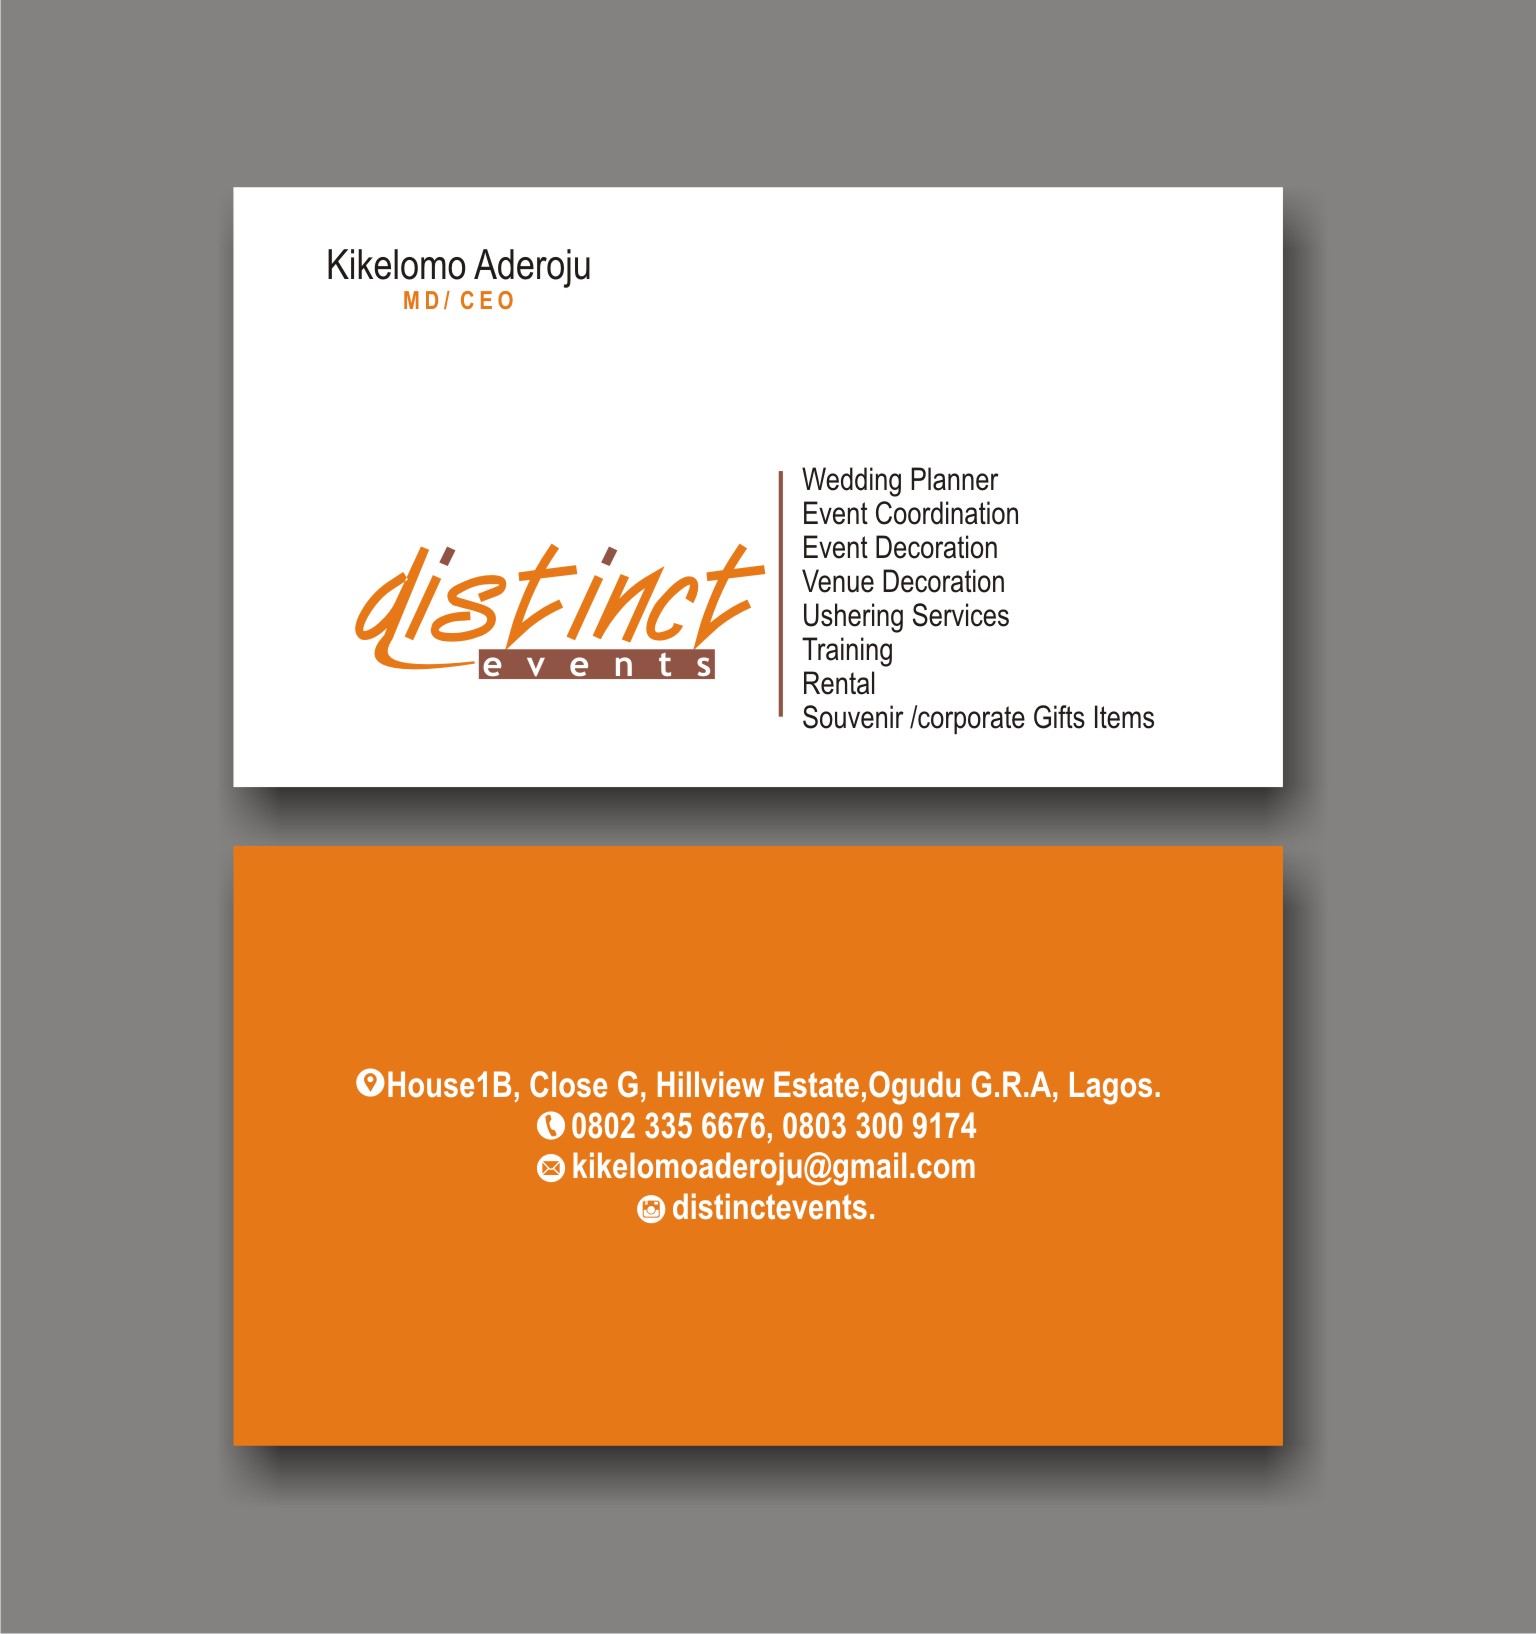 Kikelomo Aderoju
MD/ CEO
distinct
events
Wedding Planner
Event Coordination
Event Decoration
Venue Decoration
Ushering Services
Training
Rental
Souvenir /corporate Gifts Items
House1B, Close G, Hillview Estate,Ogudu G.R.A, Lagos.
0802 335 6676, 0803 300 9174
kikelomoaderoju@gmail.com
distinctevents.